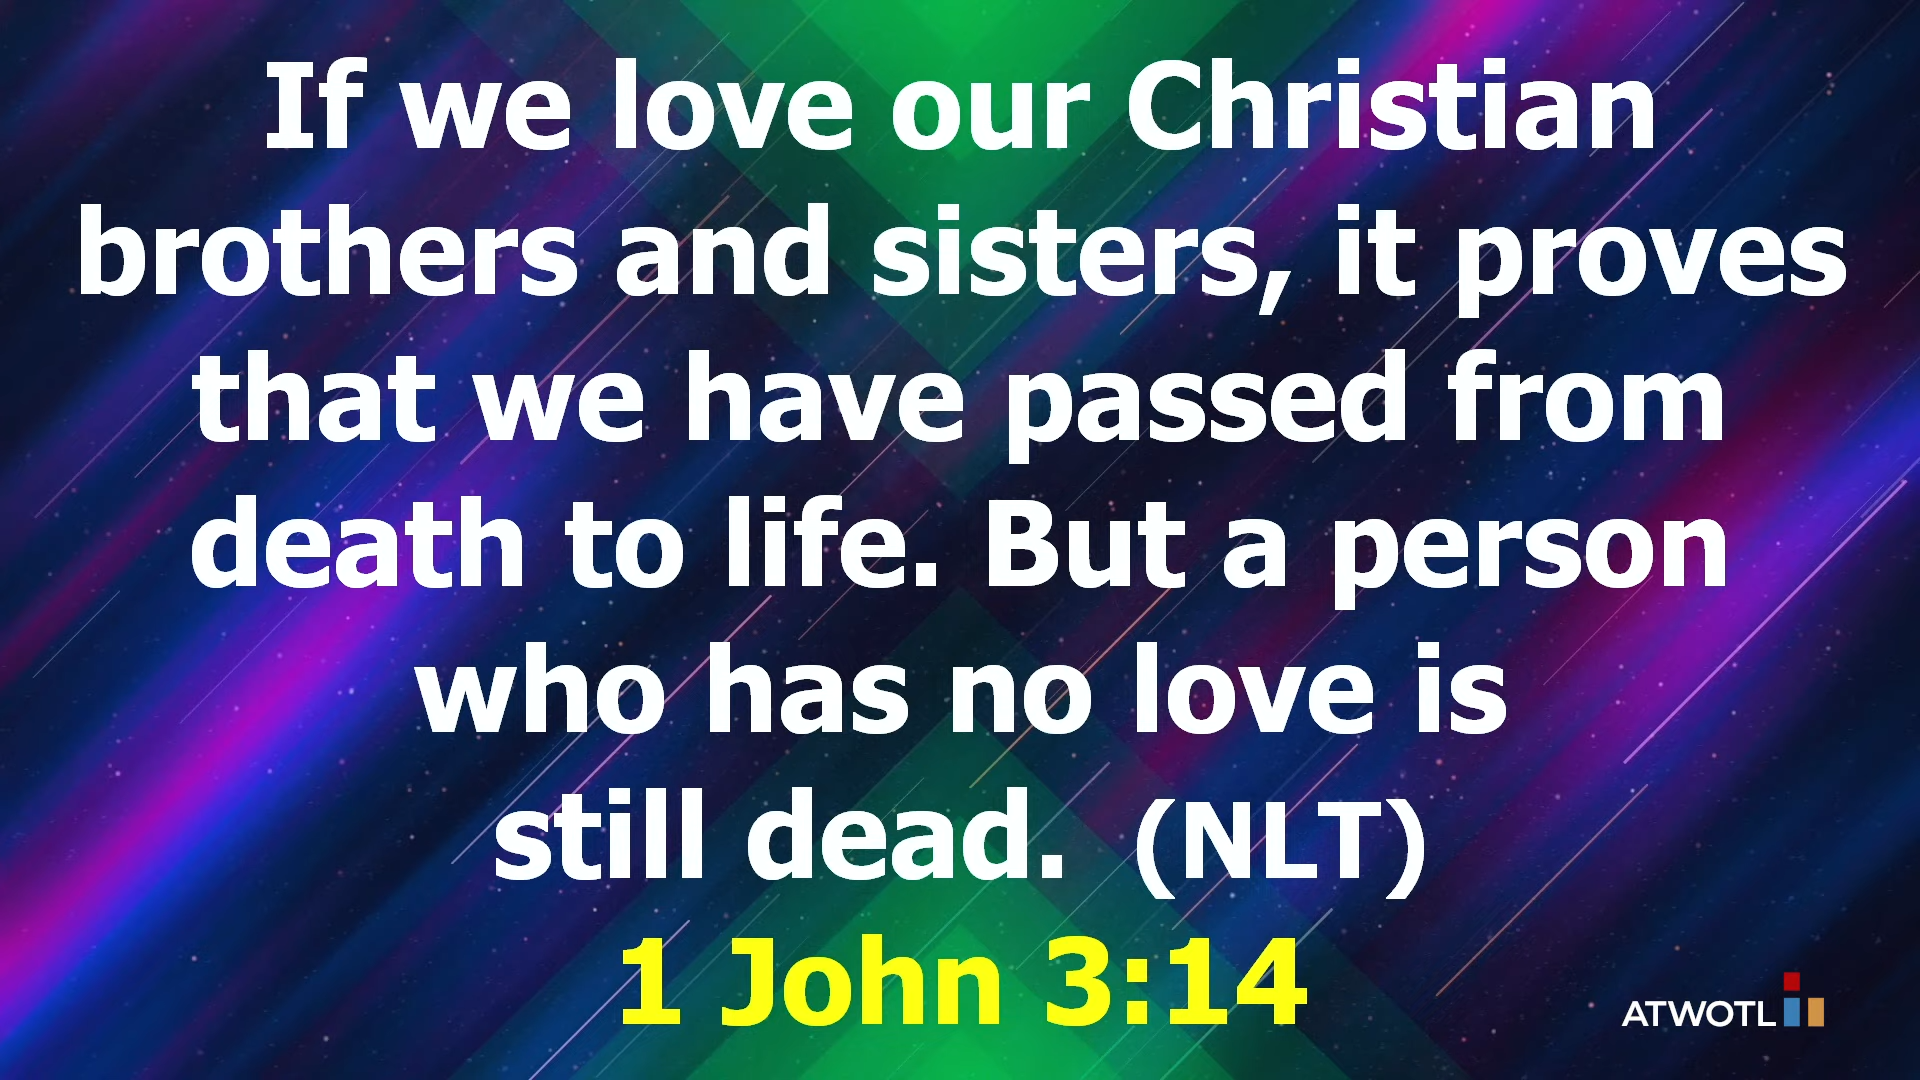 If we love our Christian
brothers and sisters, it proves
that we have passed from
death to life. But a person
who has no love is
still dead.  (NLT)
1 John 3:14
ATWOTL